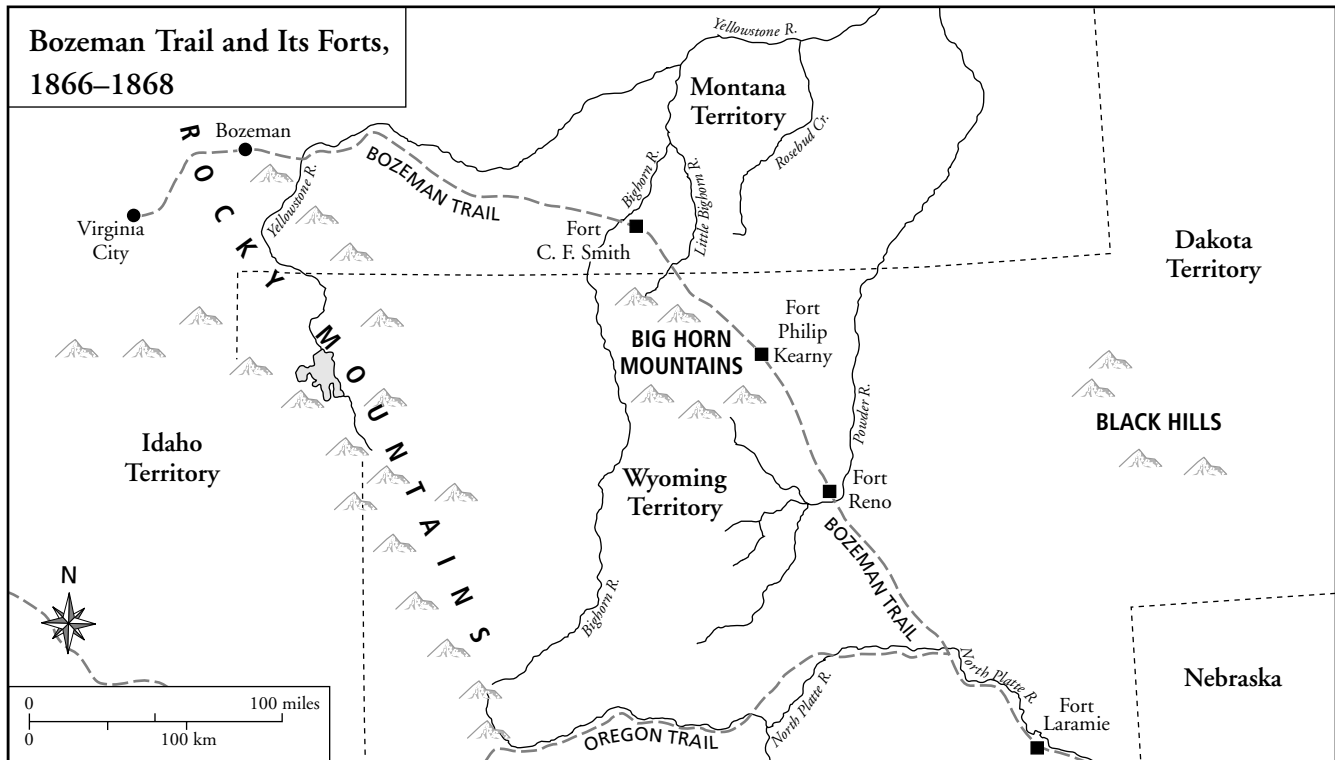 Bozeman Trail and Its Forts,
1866–1868
Yellowstone R.
Montana
Territory
ROCKY MOUNTAINS
Bozeman
Virginia
City
Yellowstone R.
BOZEMAN TRAIL
Bighorn R.
Little Bighorn R.
Rosebud Cr.
Fort
C. F. Smith
Dakota
Territory
Fort
Philip
Kearny
BIG HORN
MOUNTAINS
Powder R.
BLACK HILLS
Idaho
Territory
Wyoming
Territory
Fort
Reno
BOZEMAN TRAIL
Bighorn R.
N
North Platte R.
North Platte R.
Nebraska
Fort
Laramie
OREGON TRAIL
0 100 miles
0 100 km